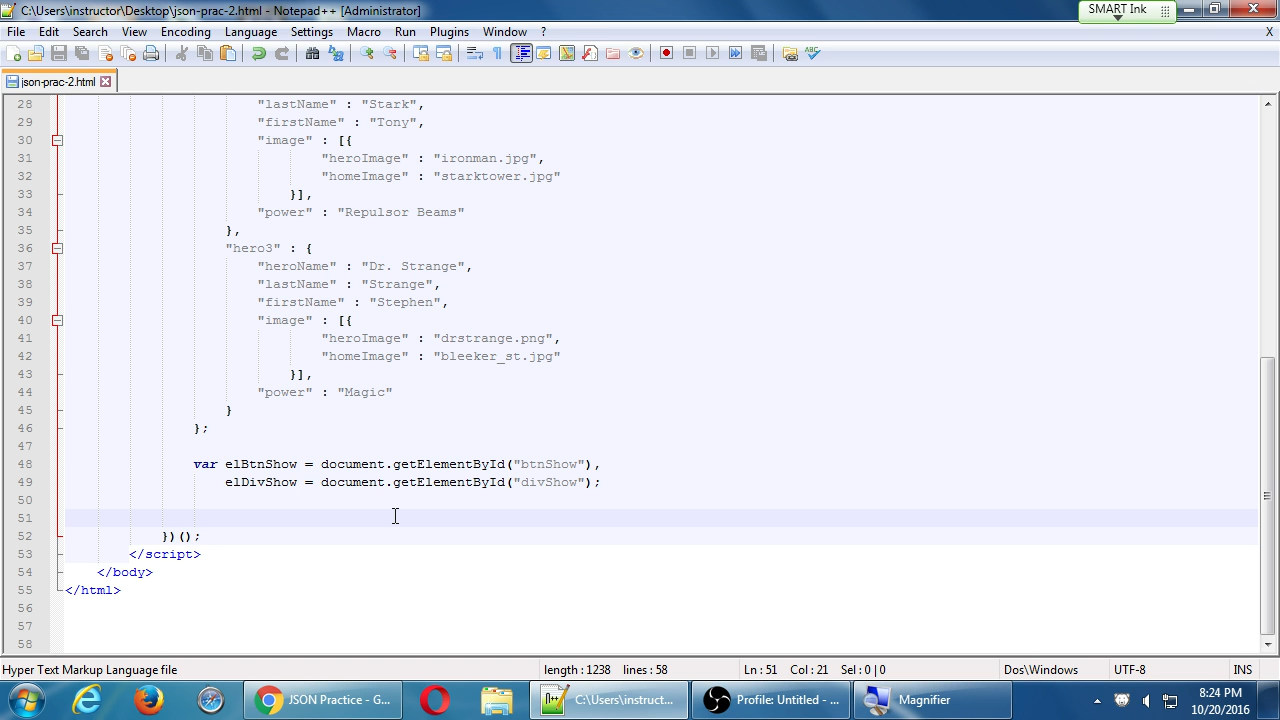 C:\Users\instructor\Desktop\json-prac-2.html - Notepad++ [Administrator]
SMART Ink
File Edit Search View Encoding Language Settings Macro Run Plugins Window ? X
json-prac-2.html
28 "lastName" : "Stark",
29 "firstName" : "Tony",
30 "image" : [{
31 "heroImage" : "ironman.jpg",
32 "homeImage" : "starktower.jpg"
33 }],
34 "power" : "Repulsor Beams"
35 },
36 "hero3" : {
37 "heroName" : "Dr. Strange",
38 "lastName" : "Strange",
39 "firstName" : "Stephen",
40 "image" : [{
41 "heroImage" : "drstrange.png",
42 "homeImage" : "bleeker_st.jpg"
43 }],
44 "power" : "Magic"
45 }
46 };
47
48 var elBtnShow = document.getElementById("btnShow"),
49 elDivShow = document.getElementById("divShow");
50
51
52 })();
53 </script>
54 </body>
55 </html>
56
57
58
Hyper Text Markup Language file length : 1238 lines : 58 Ln : 51 Col : 21 Sel : 0 | 0 Dos\Windows UTF-8 INS
JSON Practice - G... C:\Users\instruct... Profile: Untitled - ... Magnifier 8:24 PM
10/20/2016